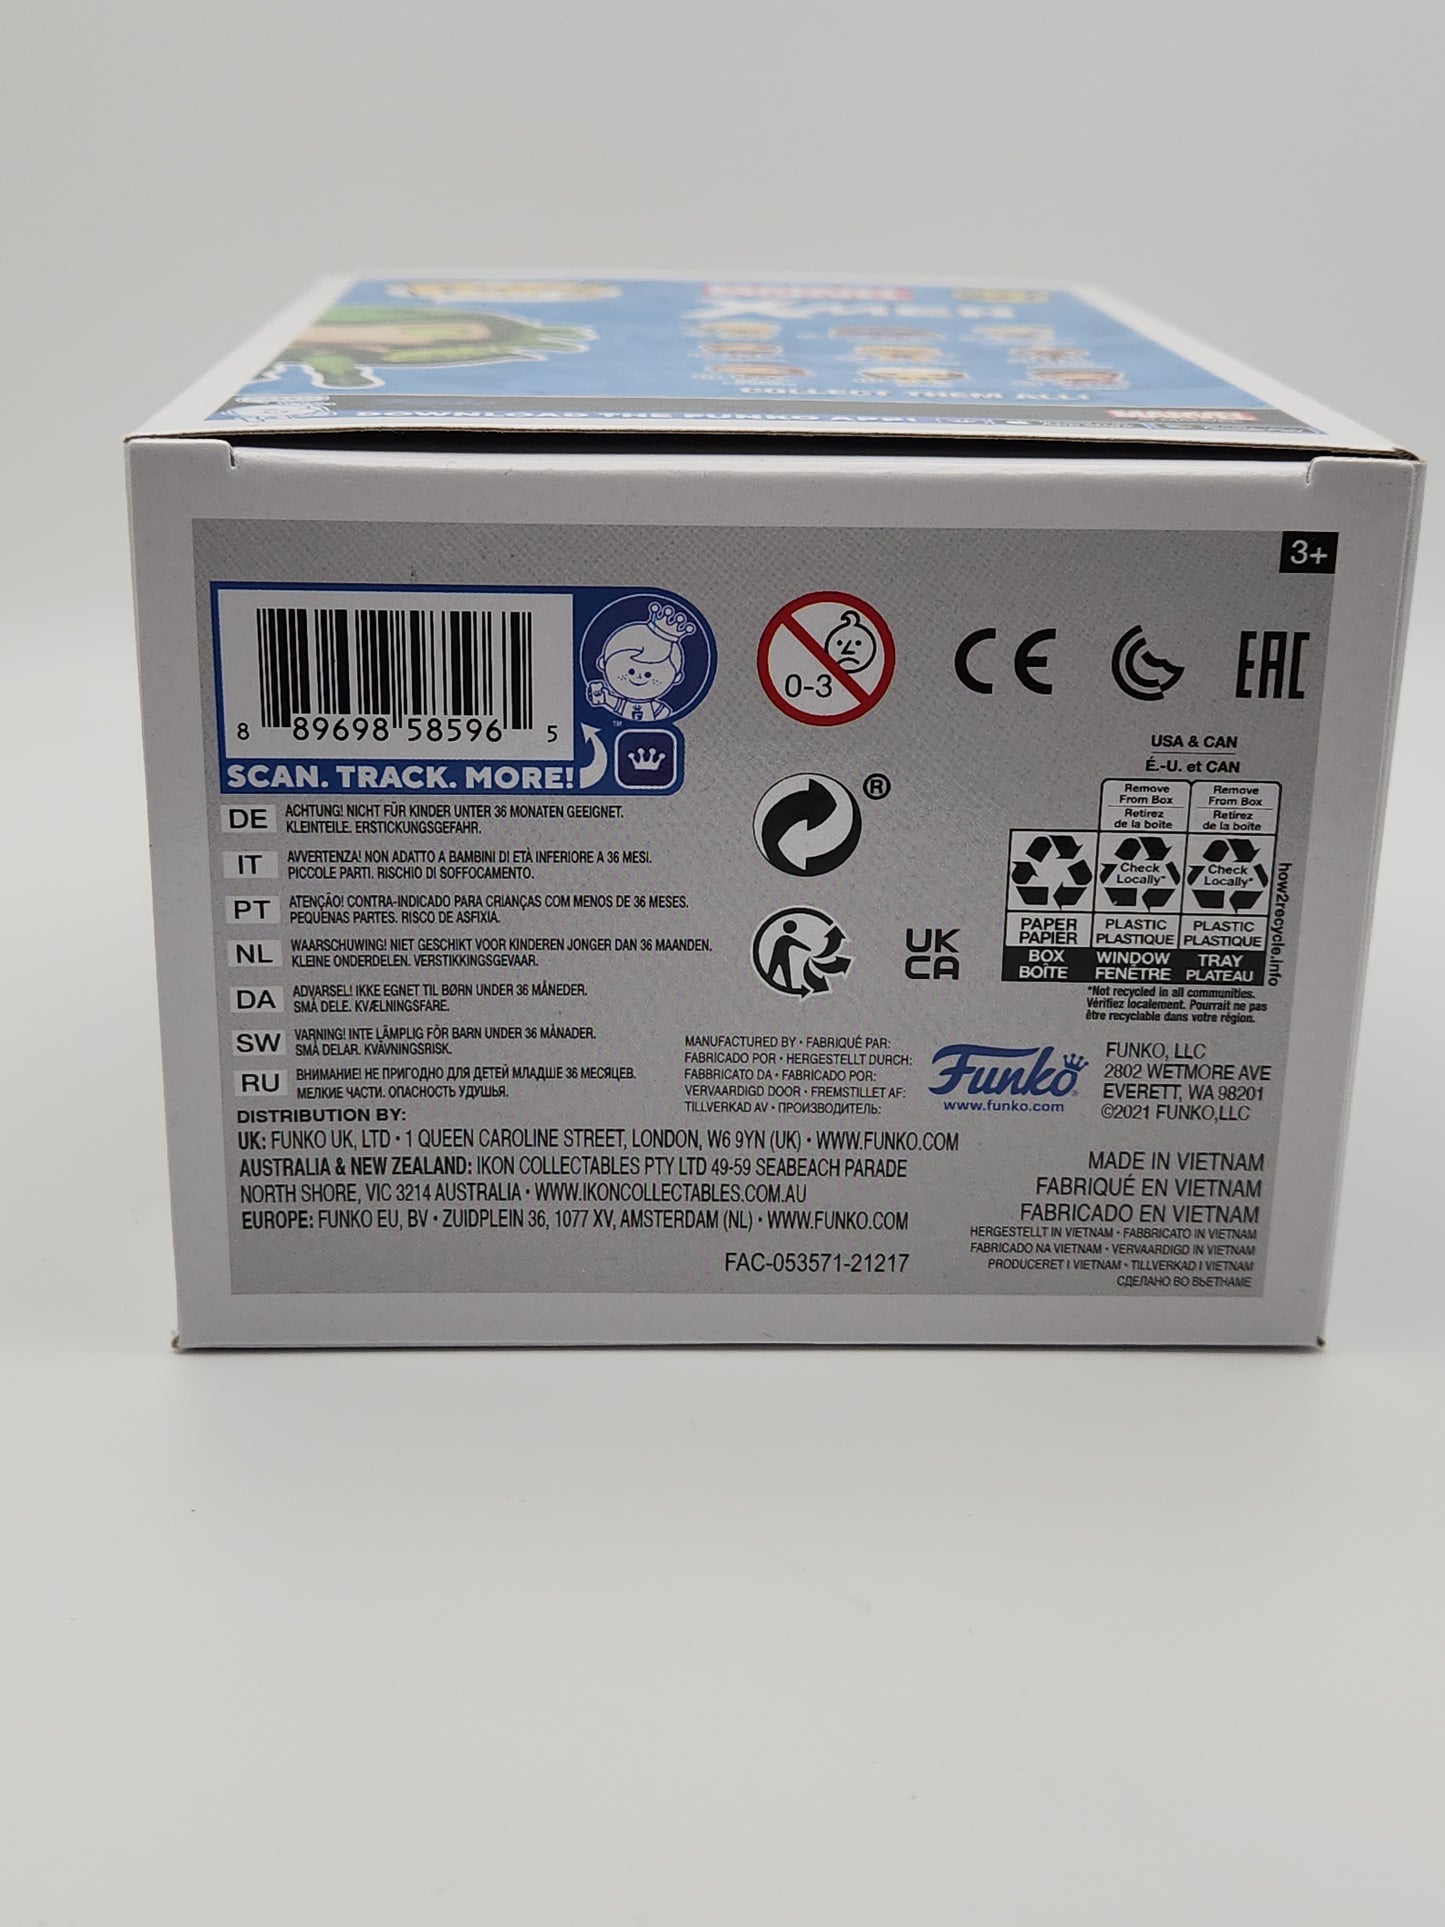 MARVEL
X-MEN
COLLECT THEM ALL!
DOWNLOAD THE FUNKO APP!
MARVEL
3+
8 89698 58596 5
TM
SCAN. TRACK. MORE!
0-3
CE
EAC
USA & CAN
É.-U. et CAN
Remove From Box Remove From Box
Retirez de la boîte Retirez de la boîte
Check Locally* Check Locally*
PAPER PLASTIC PLASTIC
PAPIER PLASTIQUE PLASTIQUE
BOX WINDOW TRAY
BOÎTE FENÊTRE PLATEAU
how2recycle.info
*Not recycled in all communities.
Vérifiez localement. Pourrait ne pas
être recyclable dans votre région.
®
UK
CA
DE ACHTUNG! NICHT FÜR KINDER UNTER 36 MONATEN GEEIGNET.
KLEINTEILE. ERSTICKUNGSGEFAHR.
IT AVVERTENZA! NON ADATTO A BAMBINI DI ETÀ INFERIORE A 36 MESI.
PICCOLE PARTI. RISCHIO DI SOFFOCAMENTO.
PT ATENÇÃO! CONTRA-INDICADO PARA CRIANÇAS COM MENOS DE 36 MESES.
PEQUENAS PARTES. RISCO DE ASFIXIA.
NL WAARSCHUWING! NIET GESCHIKT VOOR KINDEREN JONGER DAN 36 MAANDEN.
KLEINE ONDERDELEN. VERSTIKKINGSGEVAAR.
DA ADVARSEL! IKKE EGNET TIL BØRN UNDER 36 MÅNEDER.
SMÅ DELE. KVÆLNINGSFARE.
SW VARNING! INTE LÄMPLIG FÖR BARN UNDER 36 MÅNADER.
SMÅ DELAR. KVÄVNINGSRISK.
RU ВНИМАНИЕ! НЕ ПРИГОДНО ДЛЯ ДЕТЕЙ МЛАДШЕ 36 МЕСЯЦЕВ.
МЕЛКИЕ ЧАСТИ. ОПАСНОСТЬ УДУШЬЯ.
MANUFACTURED BY • FABRIQUÉ PAR:
FABRICADO POR • HERGESTELLT DURCH:
FABBRICATO DA • FABRICADO POR:
VERVAARDIGD DOOR • FREMSTILLET AF:
TILLVERKAD AV • ПРОИЗВОДИТЕЛЬ:
Funko
www.funko.com
FUNKO, LLC
2802 WETMORE AVE
EVERETT, WA 98201
©2021 FUNKO,LLC
DISTRIBUTION BY:
UK: FUNKO UK, LTD • 1 QUEEN CAROLINE STREET, LONDON, W6 9YN (UK) • WWW.FUNKO.COM
AUSTRALIA & NEW ZEALAND: IKON COLLECTABLES PTY LTD 49-59 SEABEACH PARADE
NORTH SHORE, VIC 3214 AUSTRALIA • WWW.IKONCOLLECTABLES.COM.AU
EUROPE: FUNKO EU, BV • ZUIDPLEIN 36, 1077 XV, AMSTERDAM (NL) • WWW.FUNKO.COM
FAC-053571-21217
MADE IN VIETNAM
FABRIQUÉ EN VIETNAM
FABRICADO EN VIETNAM
HERGESTELLT IN VIETNAM • FABBRICATO IN VIETNAM
FABRICADO NA VIETNAM • VERVAARDIGD IN VIETNAM
PRODUCERET I VIETNAM • TILLVERKAD I VIETNAM
СДЕЛАНО ВО ВЬЕТНАМЕ